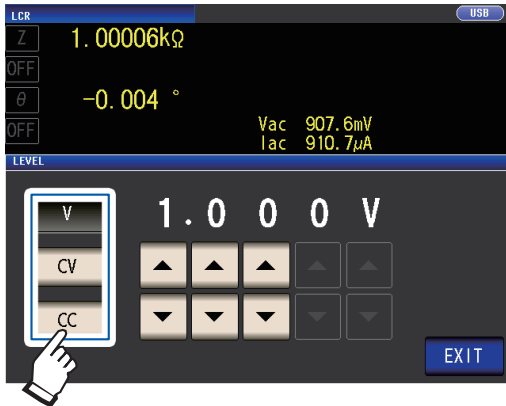 LCR USB
Z 1.00006kΩ
OFF
θ -0.004 °
OFF
Vac 907.6mV
Iac 910.7μA
LEVEL
V 1.000 V
CV
CC
EXIT